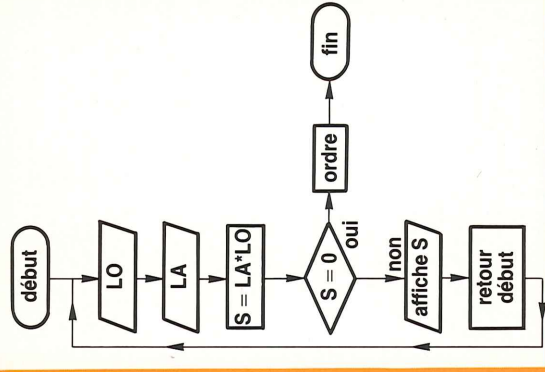 début
LO
LA
S = LA*LO
S = 0
oui
ordre
fin
non
affiche S
retour
début